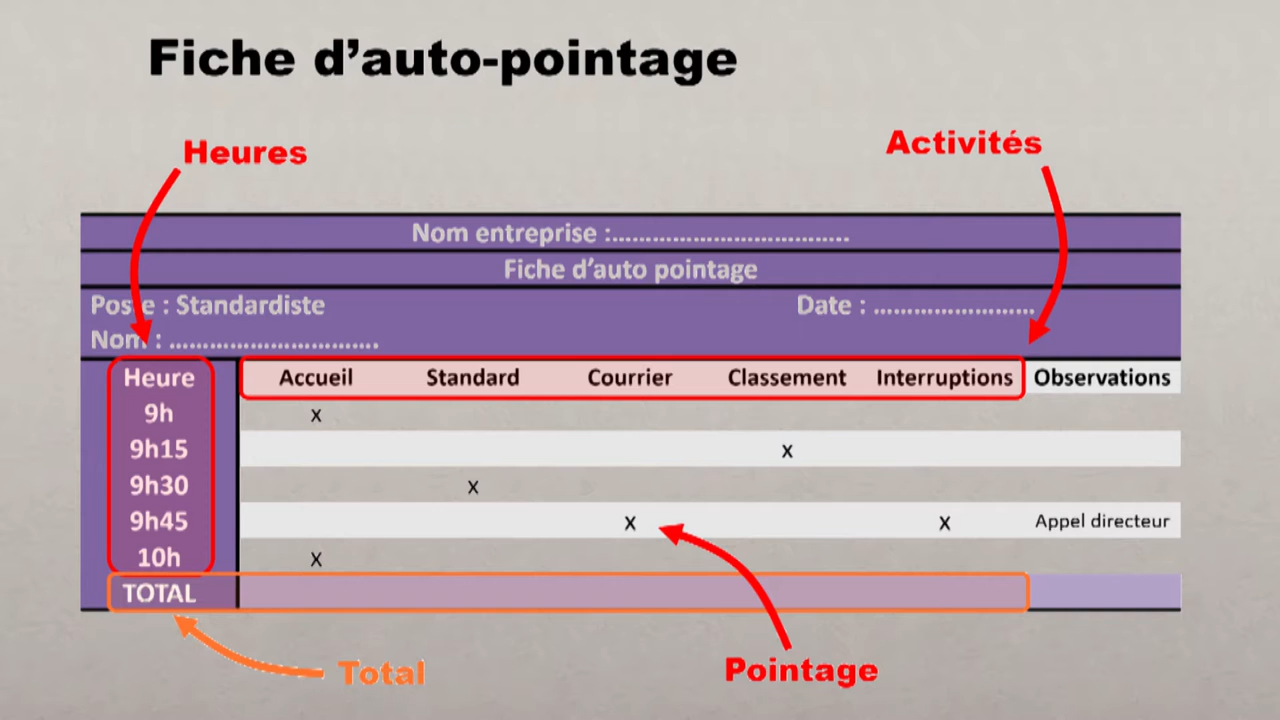 Fiche d’auto-pointage
Heures
Activités
Nom entreprise :……………………………..
Fiche d’auto pointage
Poste : Standardiste Date : ……………………
Nom : ………………………….
Heure Accueil Standard Courrier Classement Interruptions Observations
9h x
9h15 x
9h30 x
9h45 x x Appel directeur
10h x
TOTAL
Total
Pointage